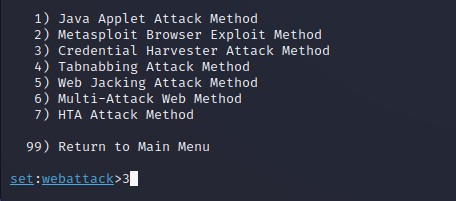 1) Java Applet Attack Method
2) Metasploit Browser Exploit Method
3) Credential Harvester Attack Method
4) Tabnabbing Attack Method
5) Web Jacking Attack Method
6) Multi-Attack Web Method
7) HTA Attack Method
99) Return to Main Menu
set:webattack>3